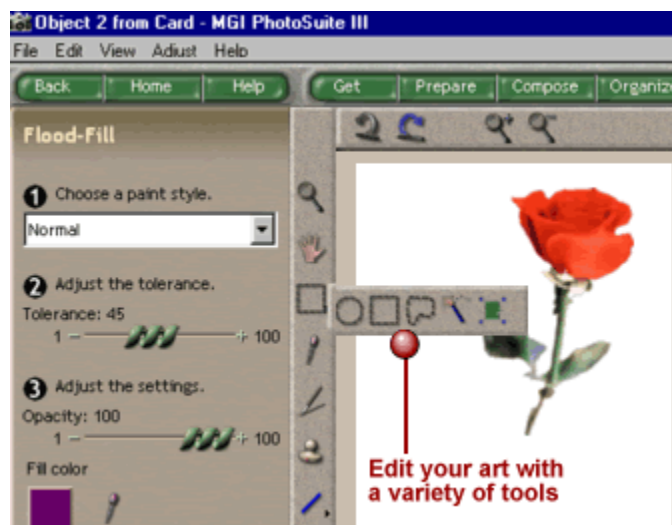 Object 2 from Card - MGI PhotoSuite III
File Edit View Adjust Help
Back Home Help Get Prepare Compose Organize
Flood-Fill
1 Choose a paint style.
Normal
2 Adjust the tolerance.
Tolerance: 45
1 - + 100
3 Adjust the settings.
Opacity: 100
1 - + 100
Fill color
Edit your art with
a variety of tools